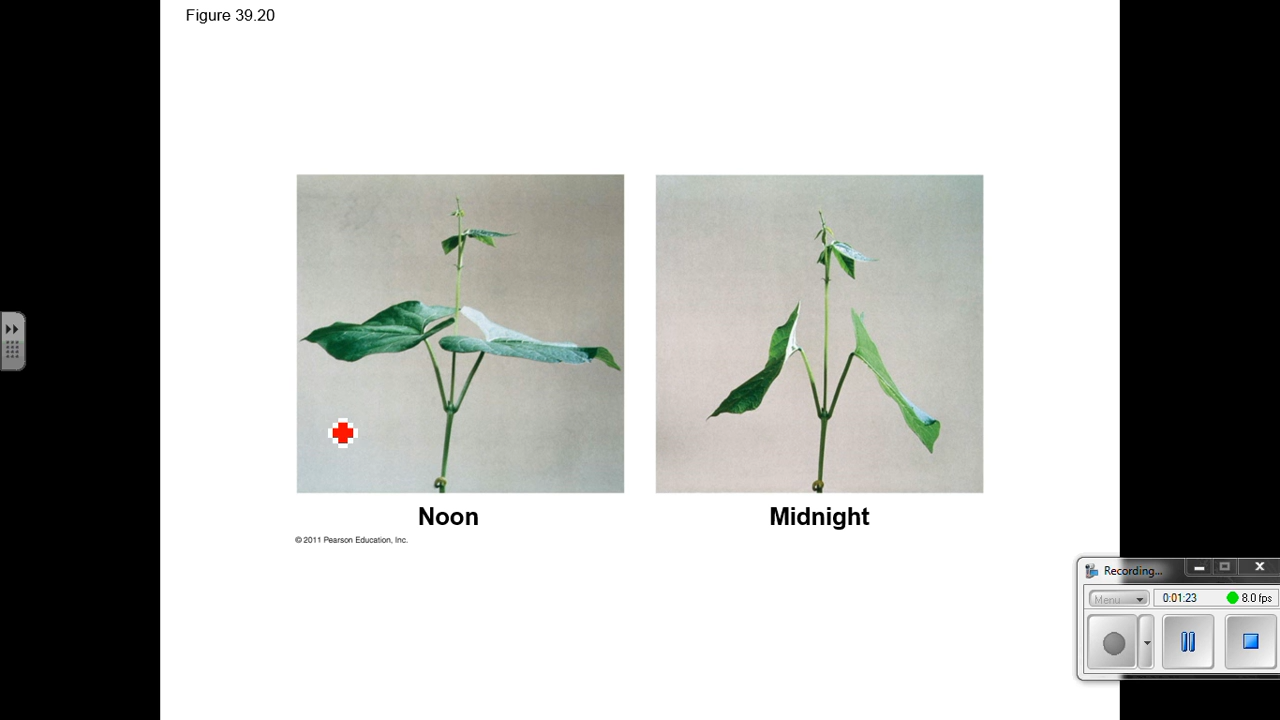 Figure 39.20
Noon
Midnight
© 2011 Pearson Education, Inc.
Recording...
Menu
0:01:23
8.0 fps